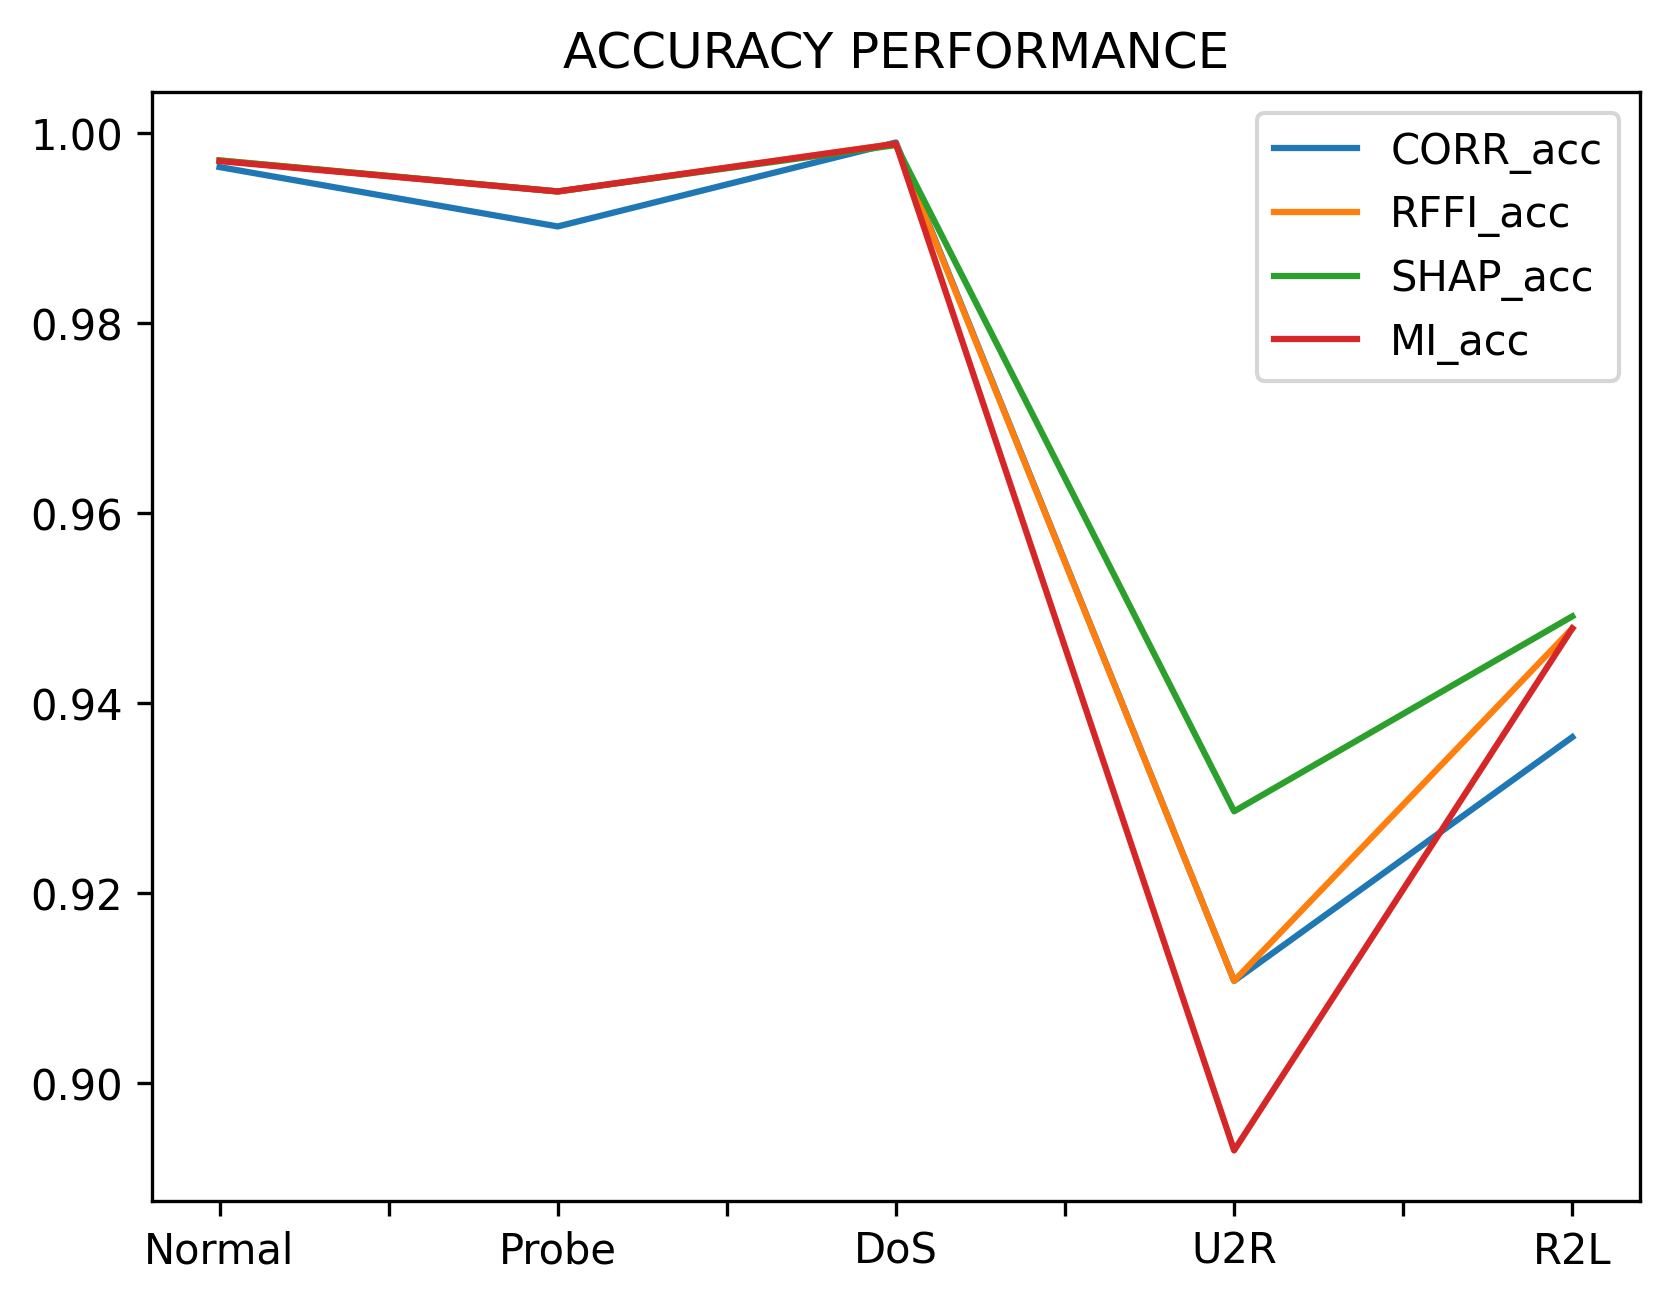 ACCURACY PERFORMANCE
CORR_acc
RFFI_acc
SHAP_acc
MI_acc
1.00
0.98
0.96
0.94
0.92
0.90
Normal Probe DoS U2R R2L